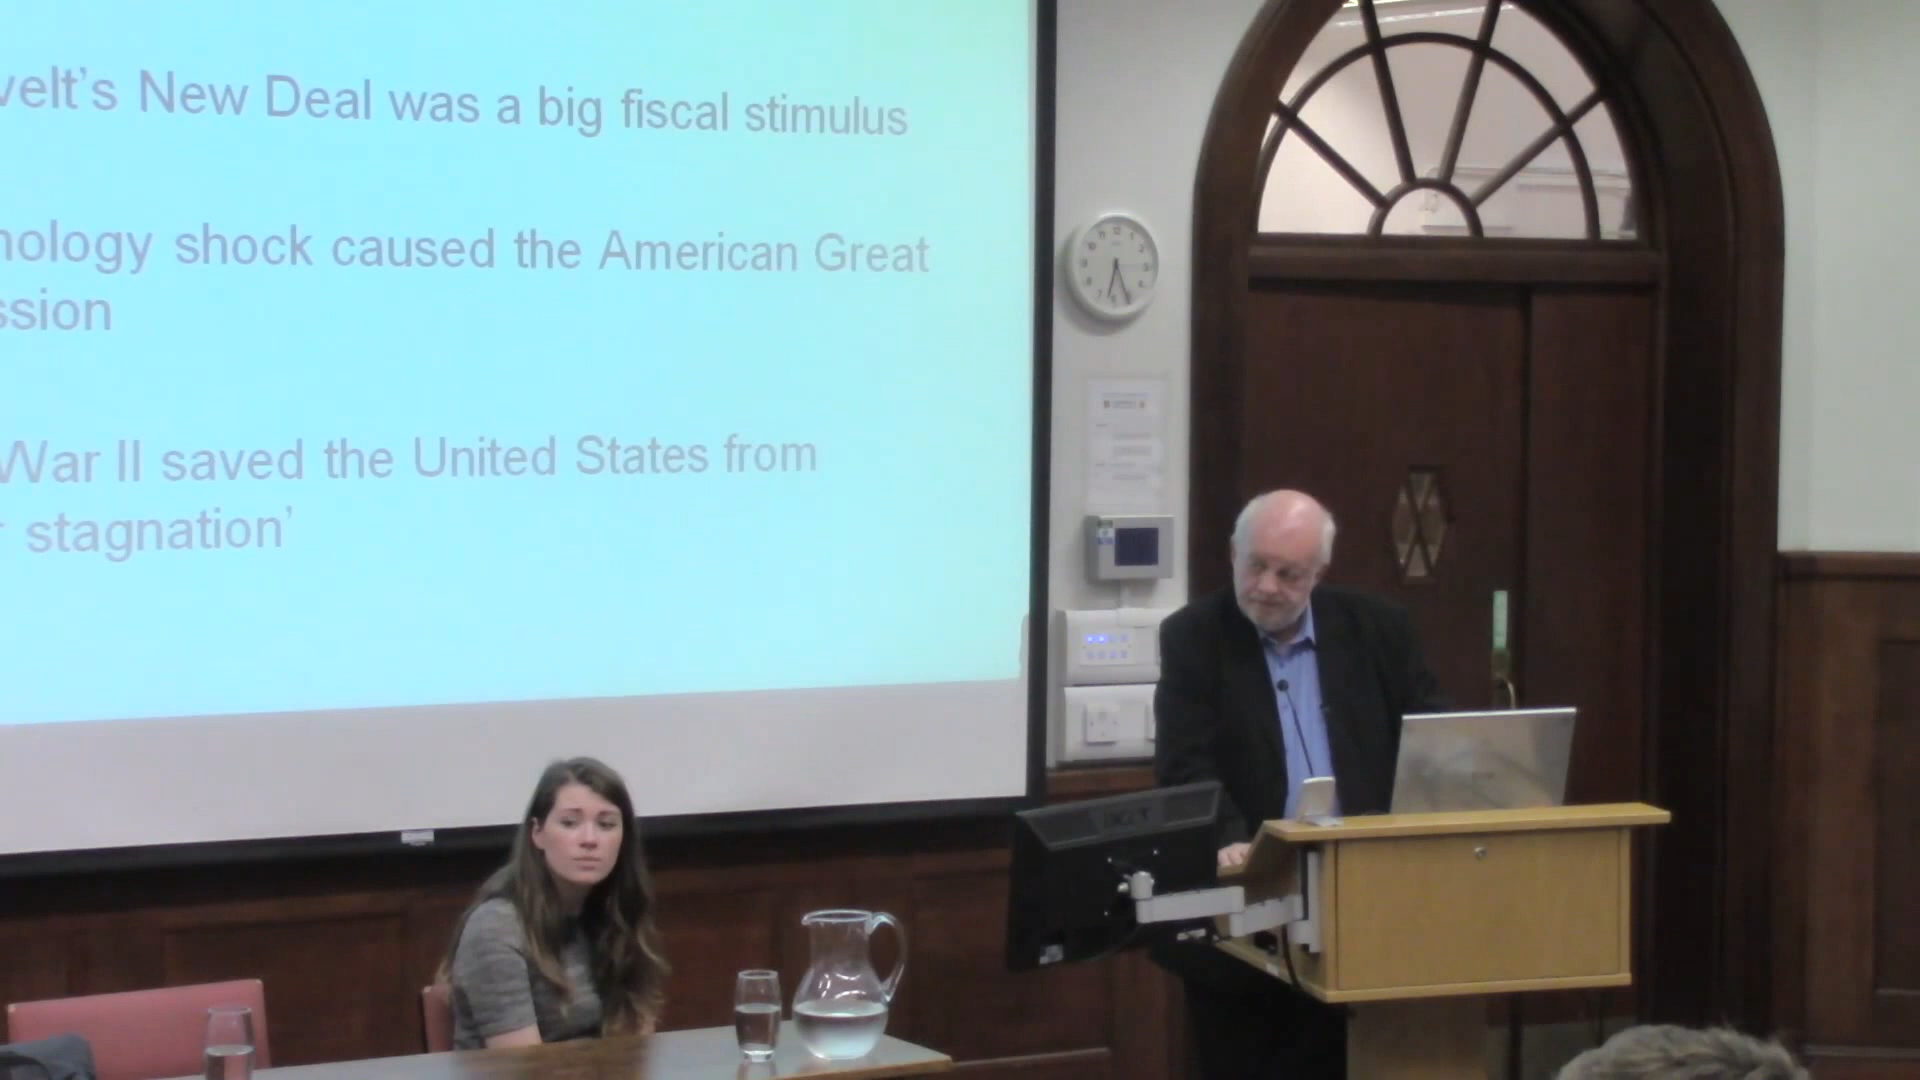 velt's New Deal was a big fiscal stimulus
nology shock caused the American Great
ssion
War II saved the United States from
r stagnation'